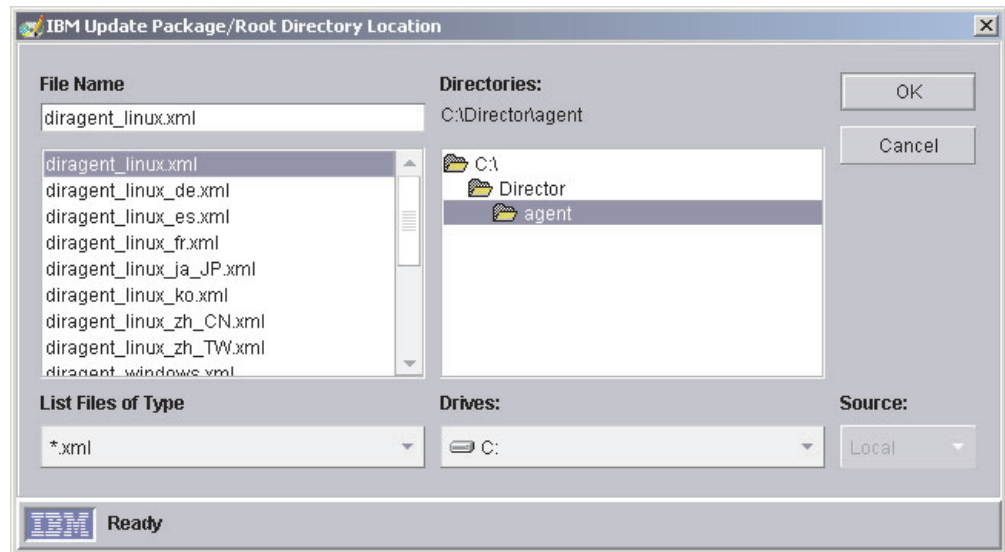 IBM Update Package/Root Directory Location
File Name
diragent_linux.xml
Directories:
C:\Director\agent
OK
Cancel
diragent_linux.xml
diragent_linux_de.xml
diragent_linux_es.xml
diragent_linux_fr.xml
diragent_linux_ja_JP.xml
diragent_linux_ko.xml
diragent_linux_zh_CN.xml
diragent_linux_zh_TW.xml
diragent_windows.xml
C:\
Director
agent
List Files of Type
*.xml
Drives:
C:
Source:
Local
IBM
Ready